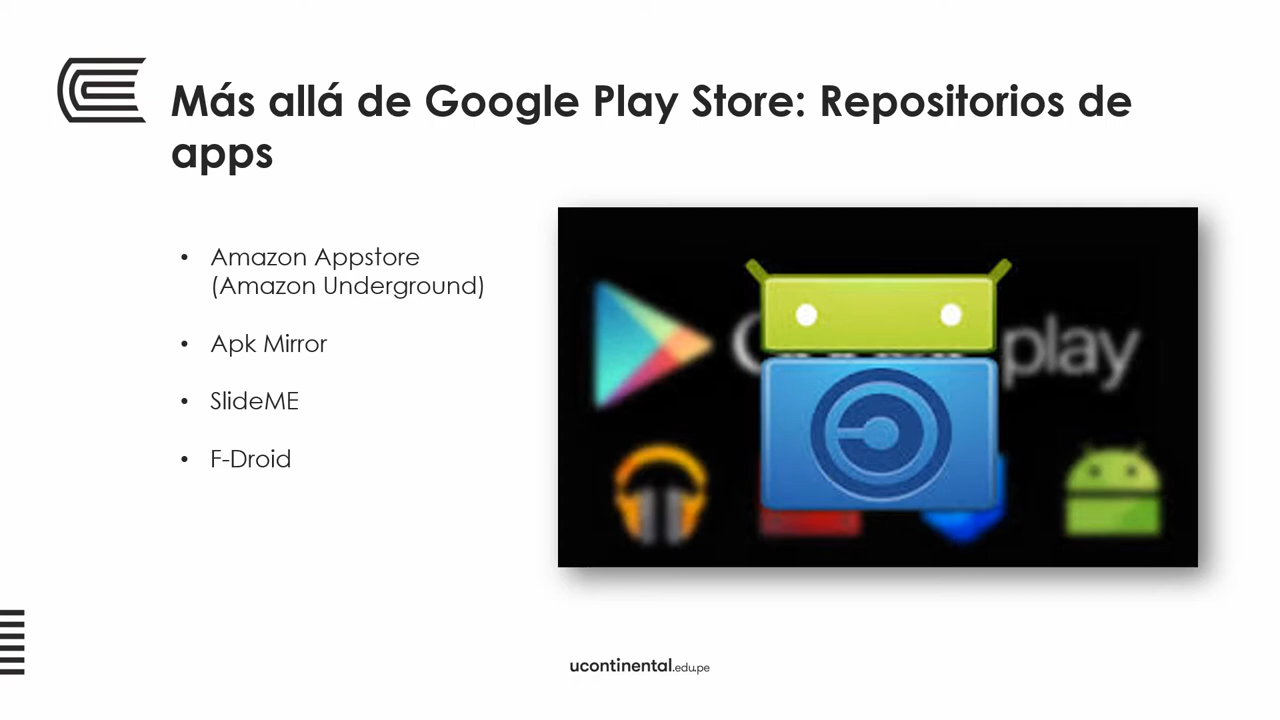 Más allá de Google Play Store: Repositorios de
apps
• Amazon Appstore
(Amazon Underground)
• Apk Mirror
• SlideME
• F-Droid
play
ucontinental.edu.pe